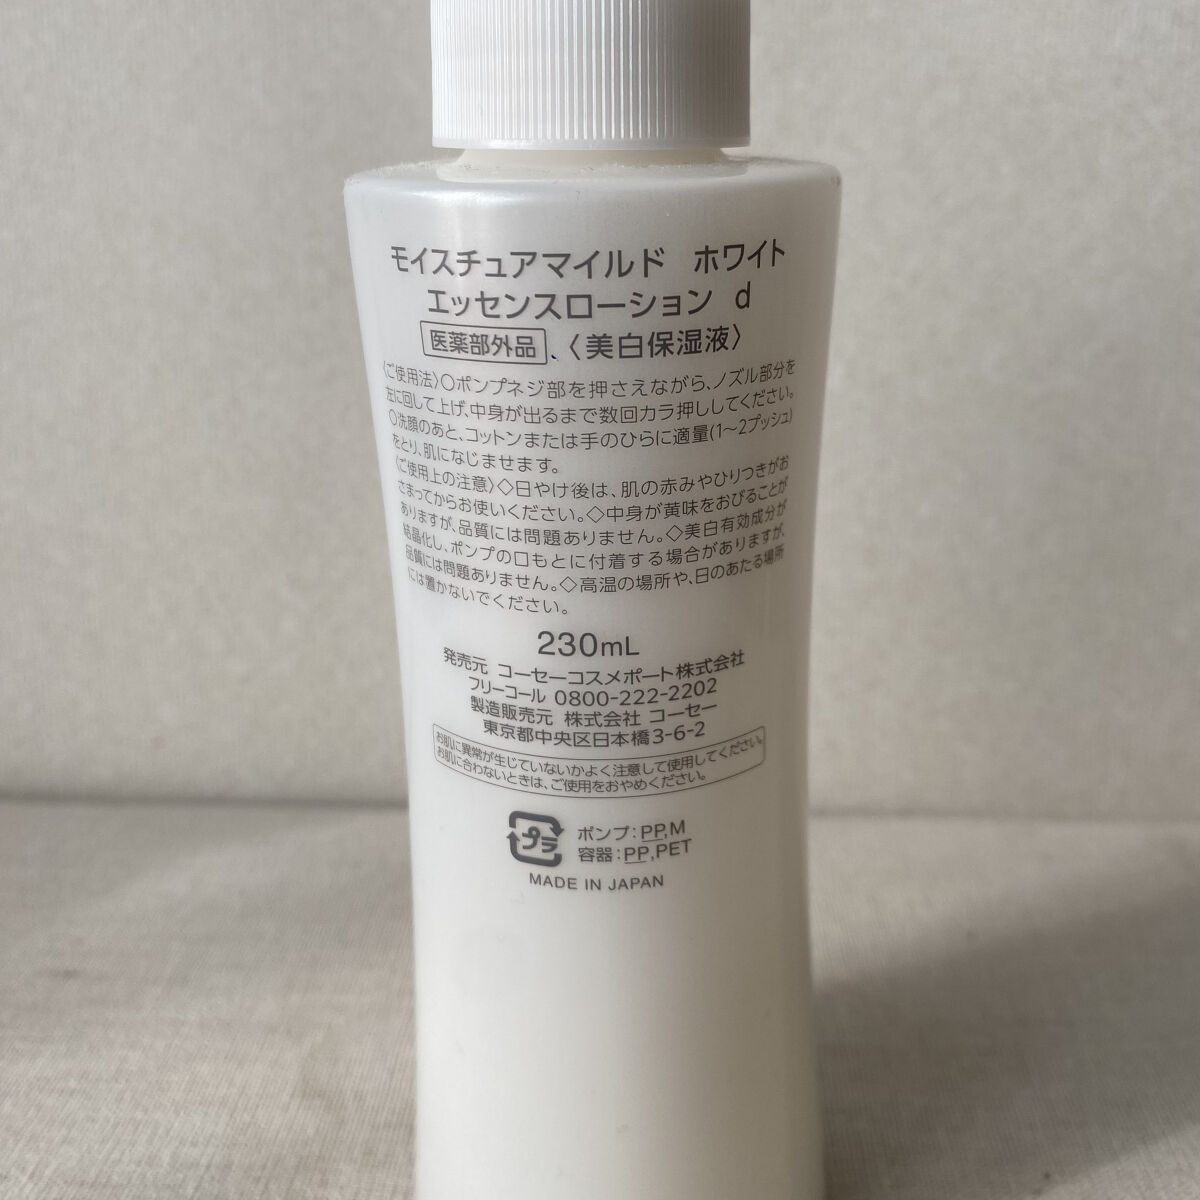 モイスチュアマイルド ホワイト
エッセンスローション d
医薬部外品 、〈美白保湿液〉
〈ご使用法〉○ポンプネジ部を押さえながら、ノズル部分を
左に回して上げ、中身が出るまで数回カラ押ししてください。
○洗顔のあと、コットンまたは手のひらに適量(1〜2プッシュ)
をとり、肌になじませます。
〈ご使用上の注意〉◇日やけ後は、肌の赤みやひりつきがお
さまってからお使いください。◇中身が黄味をおびることが
ありますが、品質には問題ありません。◇美白有効成分が
結晶化し、ポンプの口もとに付着する場合がありますが、
品質には問題ありません。◇高温の場所や、日のあたる場所
には置かないでください。
230mL
発売元 コーセーコスメポート株式会社
フリーコール 0800-222-2202
製造販売元 株式会社 コーセー
東京都中央区日本橋3-6-2
お肌に異常が生じていないかよく注意して使用してください。
お肌に合わないときは、ご使用をおやめください。
プラ ポンプ:PP,M
容器:PP,PET
MADE IN JAPAN